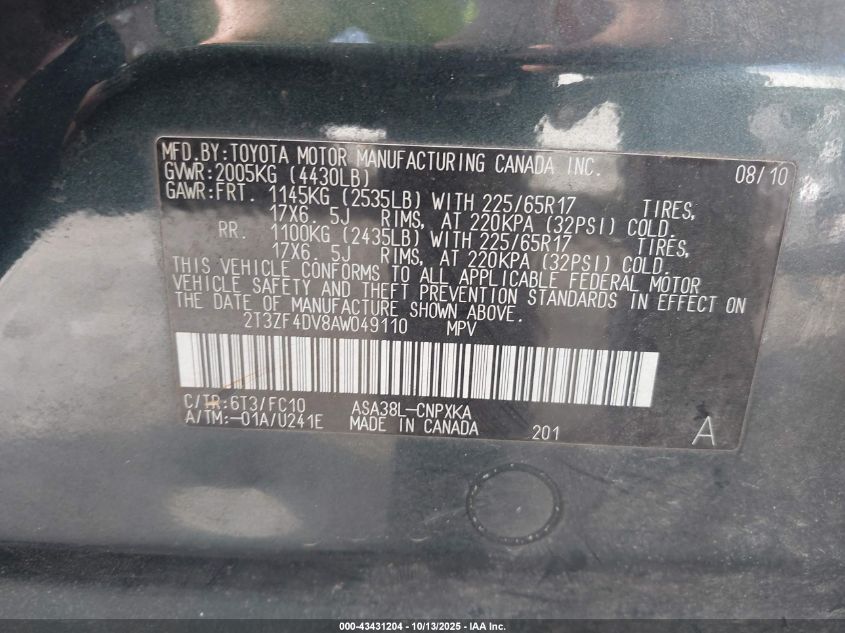 MFD.BY:TOYOTA MOTOR MANUFACTURING CANADA INC. 08/10
GVWR:2005KG (4430LB)
GAWR:FRT. 1145KG (2535LB) WITH 225/65R17 TIRES,
17X6. 5J RIMS, AT 220KPA (32PSI) COLD.
RR. 1100KG (2435LB) WITH 225/65R17 TIRES,
17X6. 5J RIMS, AT 220KPA (32PSI) COLD.
THIS VEHICLE CONFORMS TO ALL APPLICABLE FEDERAL MOTOR
VEHICLE SAFETY AND THEFT PREVENTION STANDARDS IN EFFECT ON
THE DATE OF MANUFACTURE SHOWN ABOVE.
2T3ZF4DV8AW049110 MPV
C/TR:6T3/FC10 ASA38L-CNPXKA
A/TM:-01A/U241E MADE IN CANADA 201 A
000-43431204 - 10/13/2025 - IAA Inc.